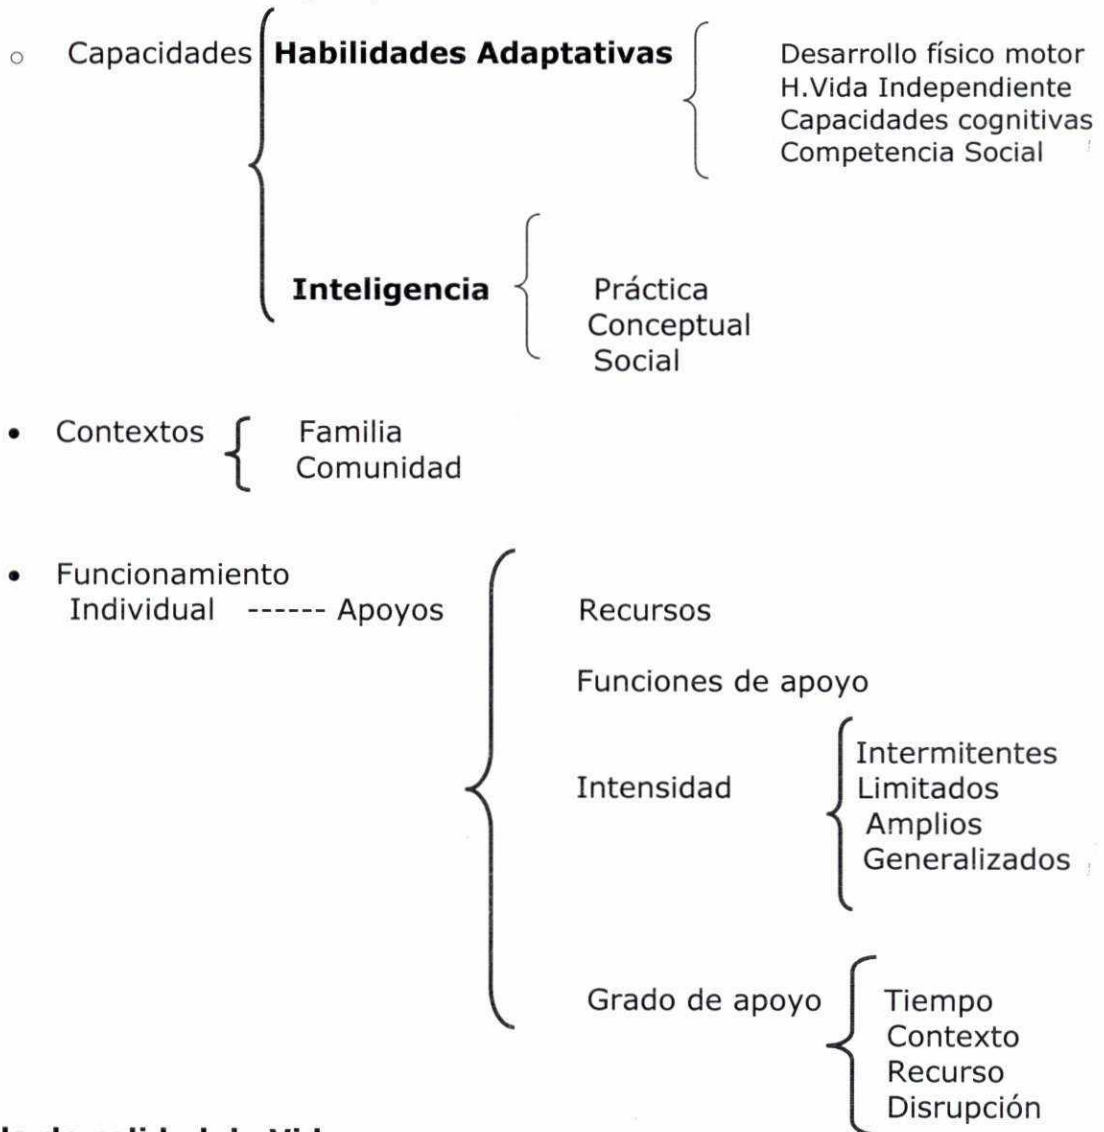 ○ Capacidades Habilidades Adaptativas Desarrollo físico motor
H.Vida Independiente
Capacidades cognitivas
Competencia Social
Inteligencia Práctica
Conceptual
Social
• Contextos Familia
Comunidad
• Funcionamiento
Individual ------ Apoyos Recursos
Funciones de apoyo
Intermitentes
Intensidad Limitados
Amplios
Generalizados
Grado de apoyo Tiempo
Contexto
Recurso
Disrupción